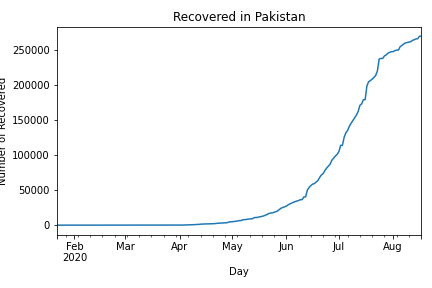 Recovered in Pakistan
Number of Recovered
250000
200000
150000
100000
50000
0
Feb Mar Apr May Jun Jul Aug
2020
Day